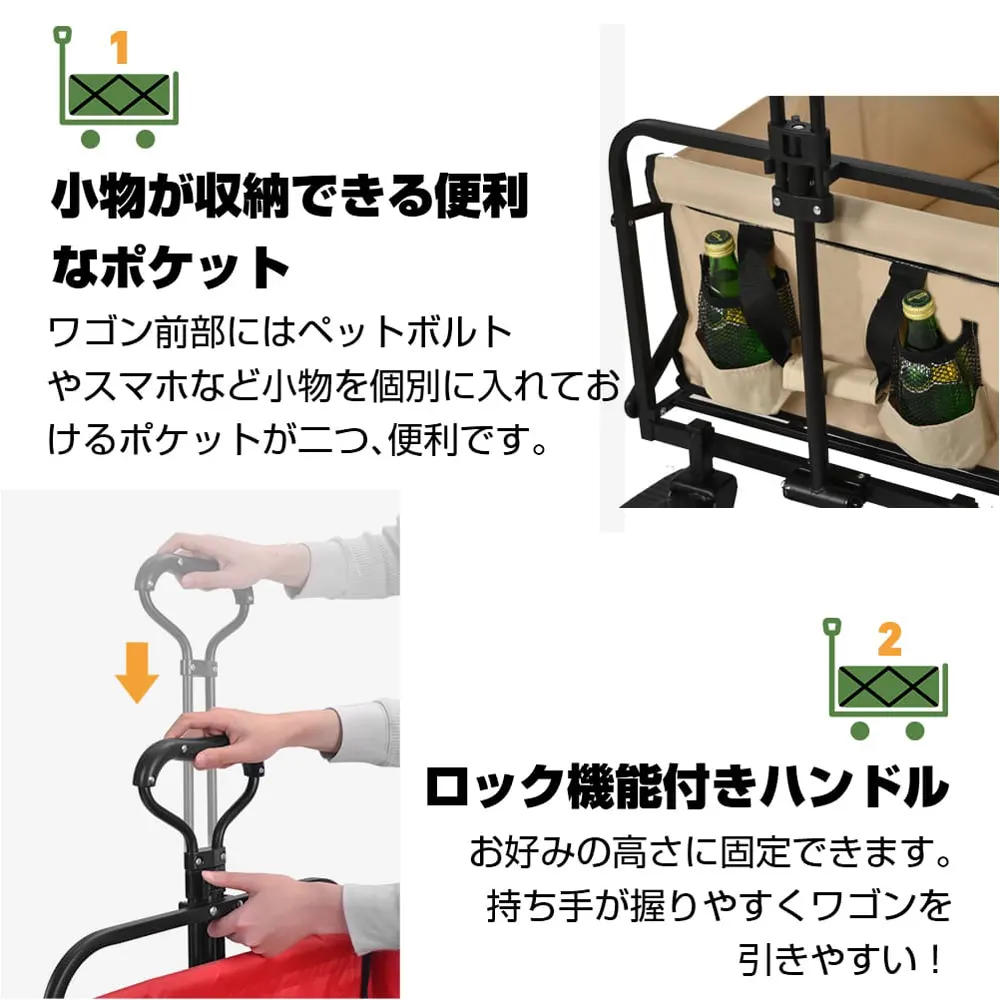 1
小物が収納できる便利
なポケット
ワゴン前部にはペットボルト
やスマホなど小物を個別に入れてお
けるポケットが二つ、便利です。
2
ロック機能付きハンドル
お好みの高さに固定できます。
持ち手が握りやすくワゴンを
引きやすい！